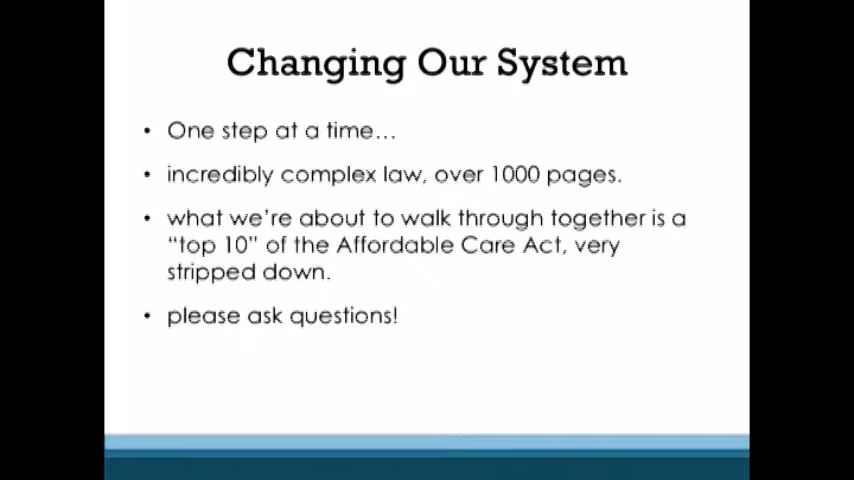 Changing Our System
• One step at a time...
• incredibly complex law, over 1000 pages.
• what we're about to walk through together is a
"top 10" of the Affordable Care Act, very
stripped down.
• please ask questions!